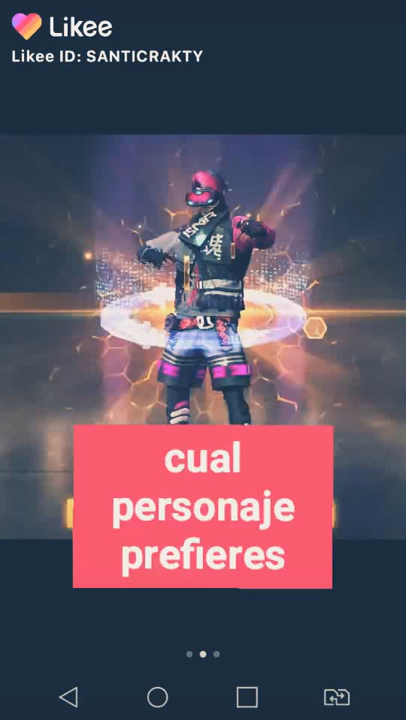 Likee
Likee ID: SANTICRAKTY
cual
personaje
prefieres